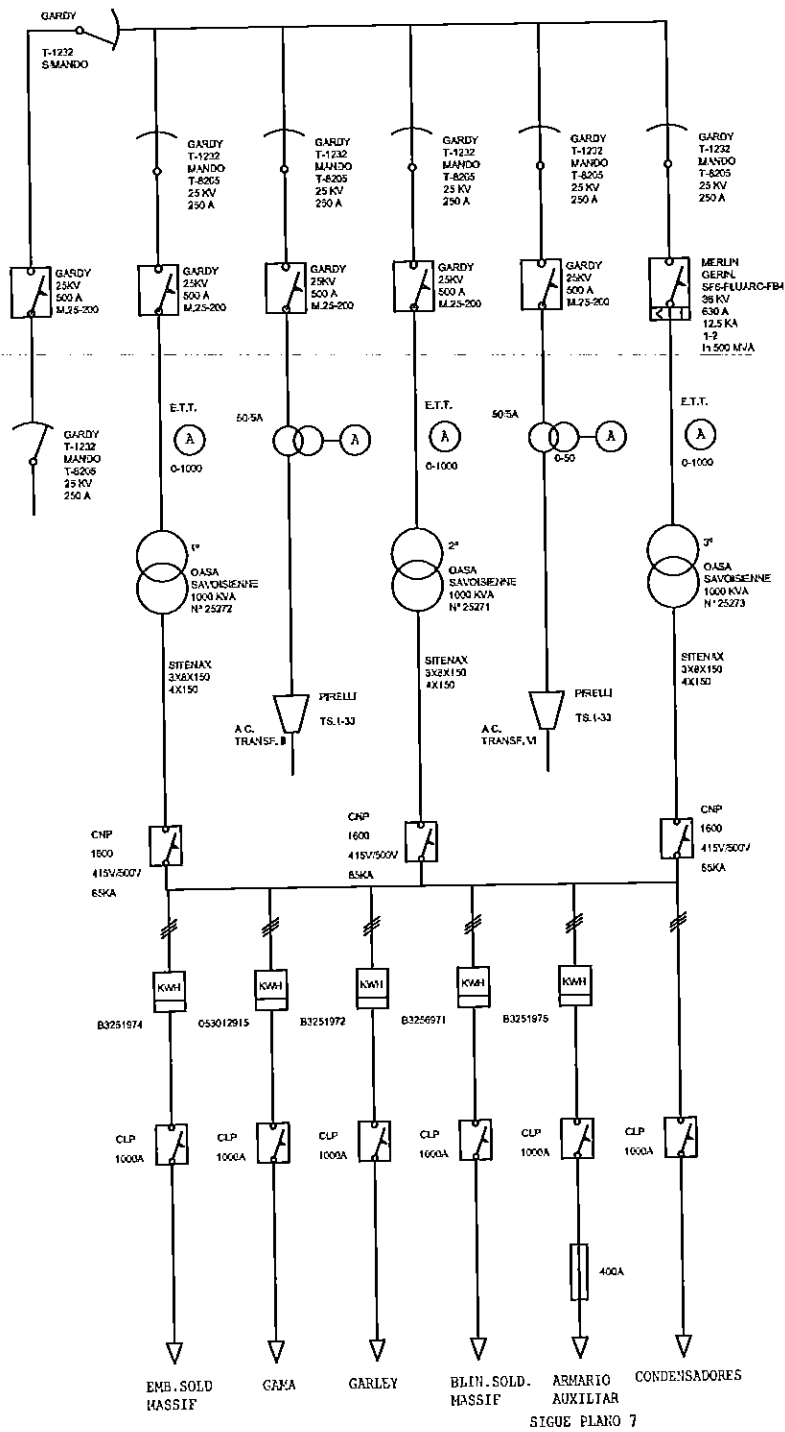 GARDY
T-1232
S/MANDO
GARDY
T-1232
MANDO
T-8205
25 KV
250 A
GARDY
T-1232
MANDO
T-8205
25 KV
250 A
GARDY
T-1232
MANDO
T-8205
25 KV
250 A
GARDY
T-1232
MANDO
T-8205
25 KV
250 A
GARDY
T-1232
MANDO
T-8205
25 KV
250 A
GARDY
25KV
500 A
M.25-200
GARDY
25KV
500 A
M.25-200
GARDY
25KV
500 A
M.25-200
GARDY
25KV
500 A
M.25-200
GARDY
25KV
500 A
M.25-200
MERLIN
GERIN.
SF6-FLUARC-FB4
36 KV
630 A
12.5 KA
1-2
In 500 MVA
GARDY
T-1232
MANDO
T-8205
25 KV
250 A
E.T.T.
A
0-1000
50/5A
A
E.T.T.
A
0-1000
50/5A
A
0-50
E.T.T.
A
0-1000
1º
OASA
SAVOISIENNE
1000 KVA
Nº 25272
2º
OASA
SAVOISIENNE
1000 KVA
Nº 25271
3º
OASA
SAVOISIENNE
1000 KVA
Nº 25273
SITENAX
3X8X150
4X150
PIRELLI
TS.1-33
A.C.
TRANSF.
SITENAX
3X8X150
4X150
PIRELLI
TS.1-33
A.C.
TRANSF. VI
SITENAX
3X8X150
4X150
CNP
1600
415V/500V
65KA
CNP
1600
415V/500V
65KA
CNP
1600
415V/500V
65KA
KWH
KWH
KWH
KWH
KWH
B3251974
053012915
B3251972
B3256971
B3251975
CLP
1000A
CLP
1000A
CLP
1000A
CLP
1000A
CLP
1000A
CLP
1000A
400A
EMB.SOLD
MASSIF
GAMA
GARLEY
BLIN.SOLD.
MASSIF
ARMARIO
AUXILIAR
SIGUE PLANO 7
CONDENSADORES